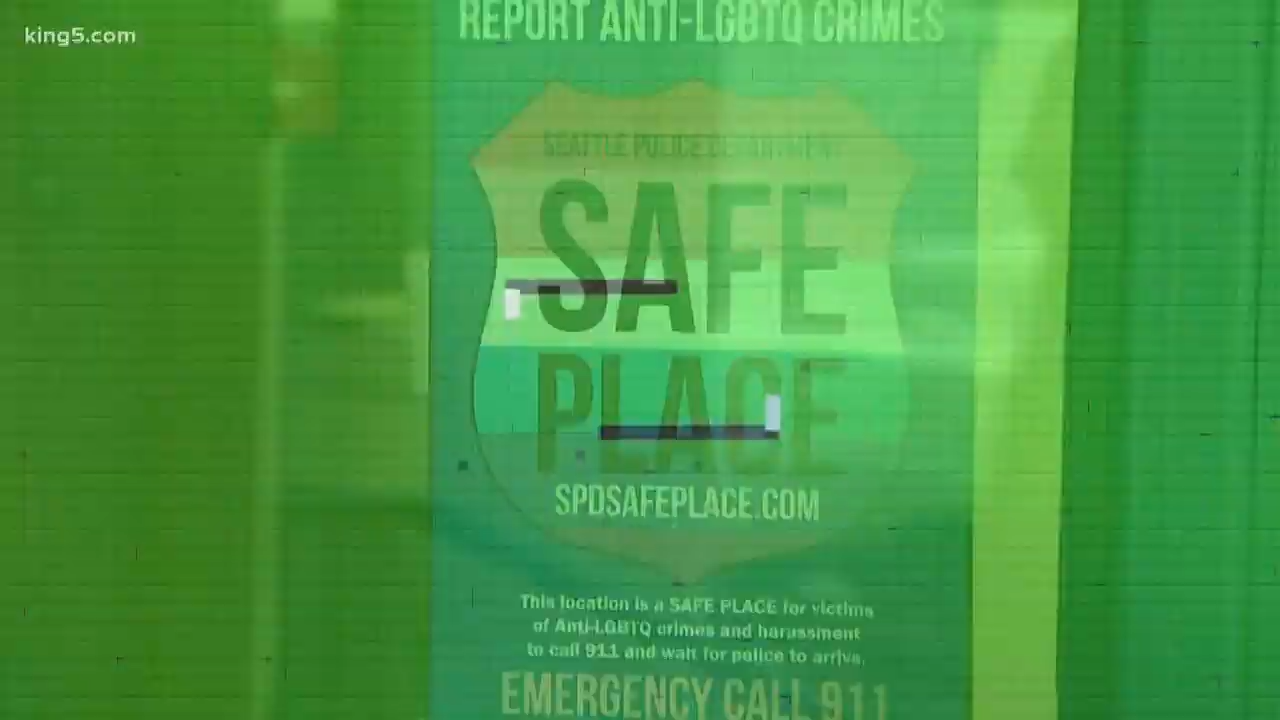 king5.com
REPORT ANTI-LGBTQ CRIMES
SEATTLE POLICE DEPARTMENT
SAFE
PLACE
SPDSAFEPLACE.COM
This location is a SAFE PLACE for victims
of Anti-LGBTQ crimes and harassment
to call 911 and wait for police to arrive.
EMERGENCY CALL 911